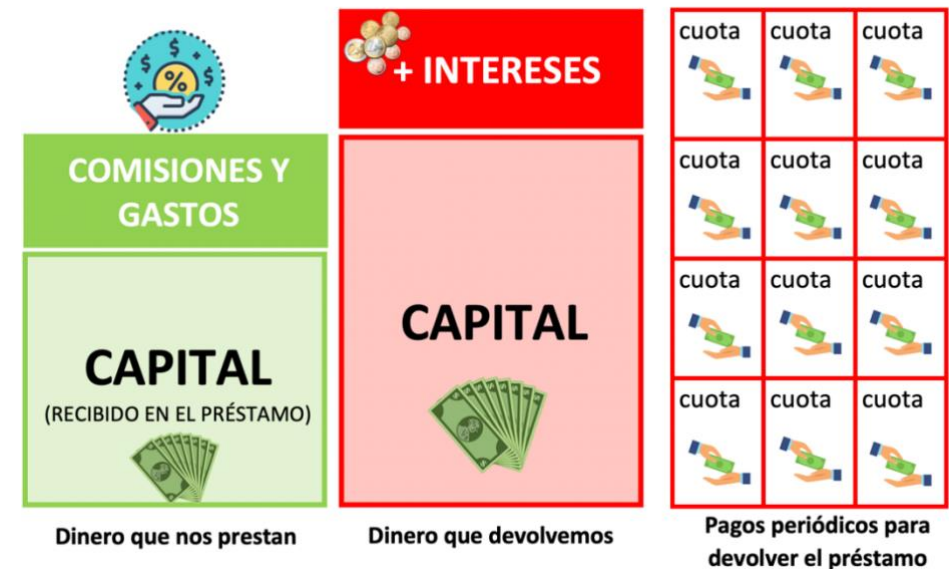 COMISIONES Y
GASTOS
CAPITAL
(RECIBIDO EN EL PRÉSTAMO)
Dinero que nos prestan
+ INTERESES
CAPITAL
Dinero que devolvemos
cuota cuota cuota
cuota cuota cuota
cuota cuota cuota
cuota cuota cuota
Pagos periódicos para
devolver el préstamo